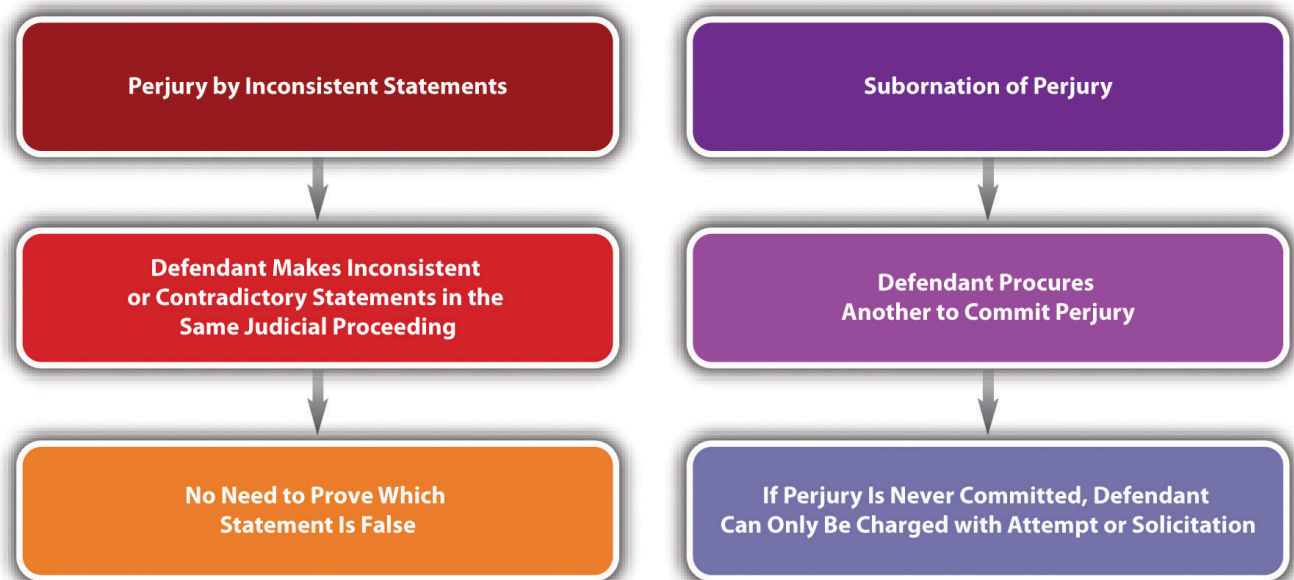 Perjury by Inconsistent Statements
Defendant Makes Inconsistent
or Contradictory Statements in the
Same Judicial Proceeding
No Need to Prove Which
Statement Is False
Subornation of Perjury
Defendant Procures
Another to Commit Perjury
If Perjury Is Never Committed, Defendant
Can Only Be Charged with Attempt or Solicitation